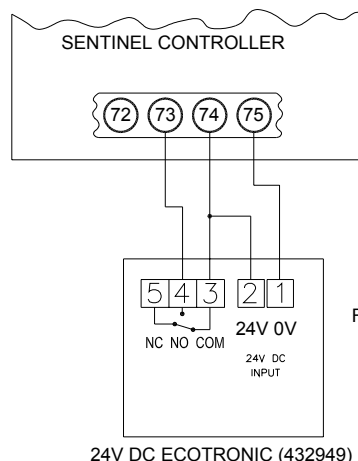 SENTINEL CONTROLLER
72 73 74 75
5 4 3 2 1
NC NO COM
24V 0V
24V DC
INPUT
24V DC ECOTRONIC (432949)